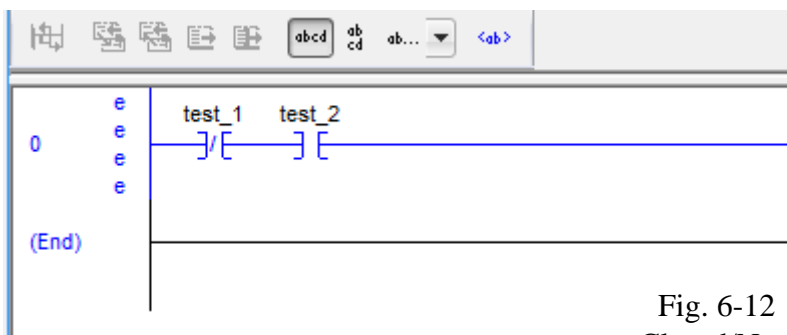 abcd ab cd ab... <ab>
e
test_1 test_2
0 e
e
e
(End)
Fig. 6-12